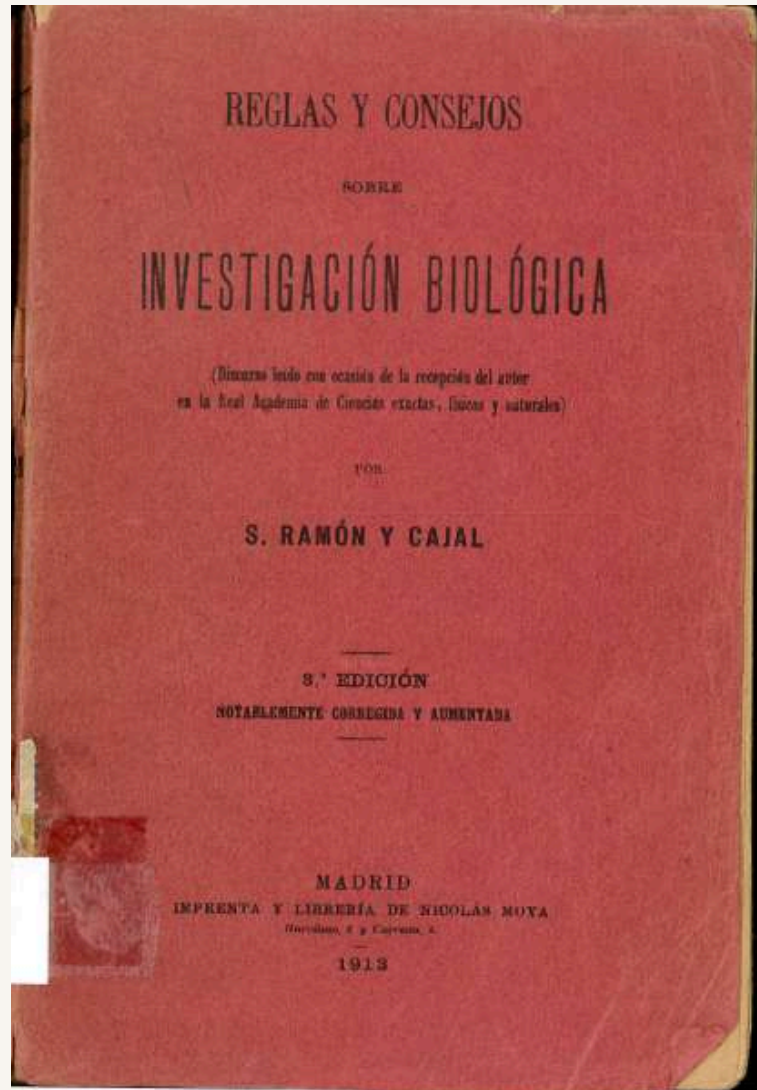 REGLAS Y CONSEJOS
SOBRE
INVESTIGACIÓN BIOLÓGICA
(Discurso leído con ocasión de la recepción del autor
en la Real Academia de Ciencias exactas, físicas y naturales)
POR
S. RAMÓN Y CAJAL
3.ª EDICIÓN
NOTABLEMENTE CORREGIDA Y AUMENTADA
MADRID
IMPRENTA Y LIBRERÍA DE NICOLÁS MOYA
y
1913